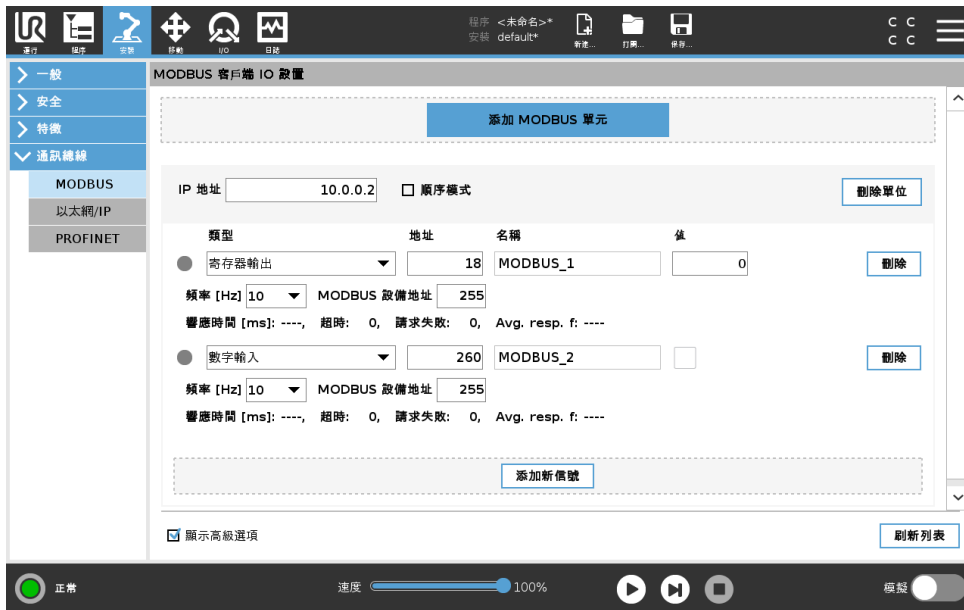 程序 <未命名>*
安裝 default*
C C
C C
運行 程序 安裝 移動 I/O 日誌 新建... 打開... 保存...
一般
MODBUS 客戶端 IO 設置
安全
添加 MODBUS 單元
特徵
通訊總線
MODBUS
IP 地址 10.0.0.2 順序模式 刪除單位
以太網/IP
PROFINET
類型 地址 名稱 值
寄存器輸出 18 MODBUS_1 0 刪除
頻率 [Hz] 10 MODBUS 設備地址 255
響應時間 [ms]: ----, 超時: 0, 請求失敗: 0, Avg. resp. f: ----
數字輸入 260 MODBUS_2 刪除
頻率 [Hz] 10 MODBUS 設備地址 255
響應時間 [ms]: ----, 超時: 0, 請求失敗: 0, Avg. resp. f: ----
添加新信號
顯示高級選項 刷新列表
正常 速度 100% 模擬